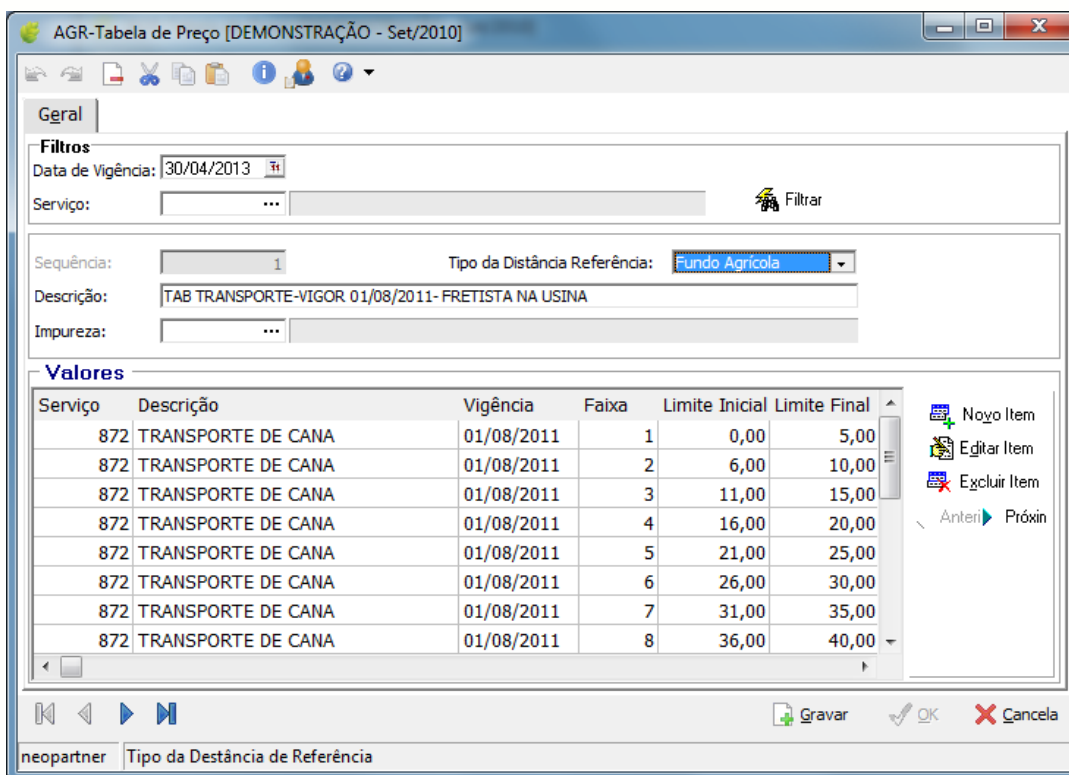 AGR-Tabela de Preço [DEMONSTRAÇÃO - Set/2010]
Geral
Filtros
Data de Vigência: 30/04/2013
Serviço: ... Filtrar
Sequência: 1 Tipo da Distância Referência: Fundo Agrícola
Descrição: TAB TRANSPORTE-VIGOR 01/08/2011- FRETISTA NA USINA
Impureza: ...
Valores
Serviço Descrição Vigência Faixa Limite Inicial Limite Final
872 TRANSPORTE DE CANA 01/08/2011 1 0,00 5,00
872 TRANSPORTE DE CANA 01/08/2011 2 6,00 10,00
872 TRANSPORTE DE CANA 01/08/2011 3 11,00 15,00
872 TRANSPORTE DE CANA 01/08/2011 4 16,00 20,00
872 TRANSPORTE DE CANA 01/08/2011 5 21,00 25,00
872 TRANSPORTE DE CANA 01/08/2011 6 26,00 30,00
872 TRANSPORTE DE CANA 01/08/2011 7 31,00 35,00
872 TRANSPORTE DE CANA 01/08/2011 8 36,00 40,00
Novo Item
Editar Item
Excluir Item
Anteri Próxin
Gravar OK Cancela
neopartner Tipo da Destância de Referência